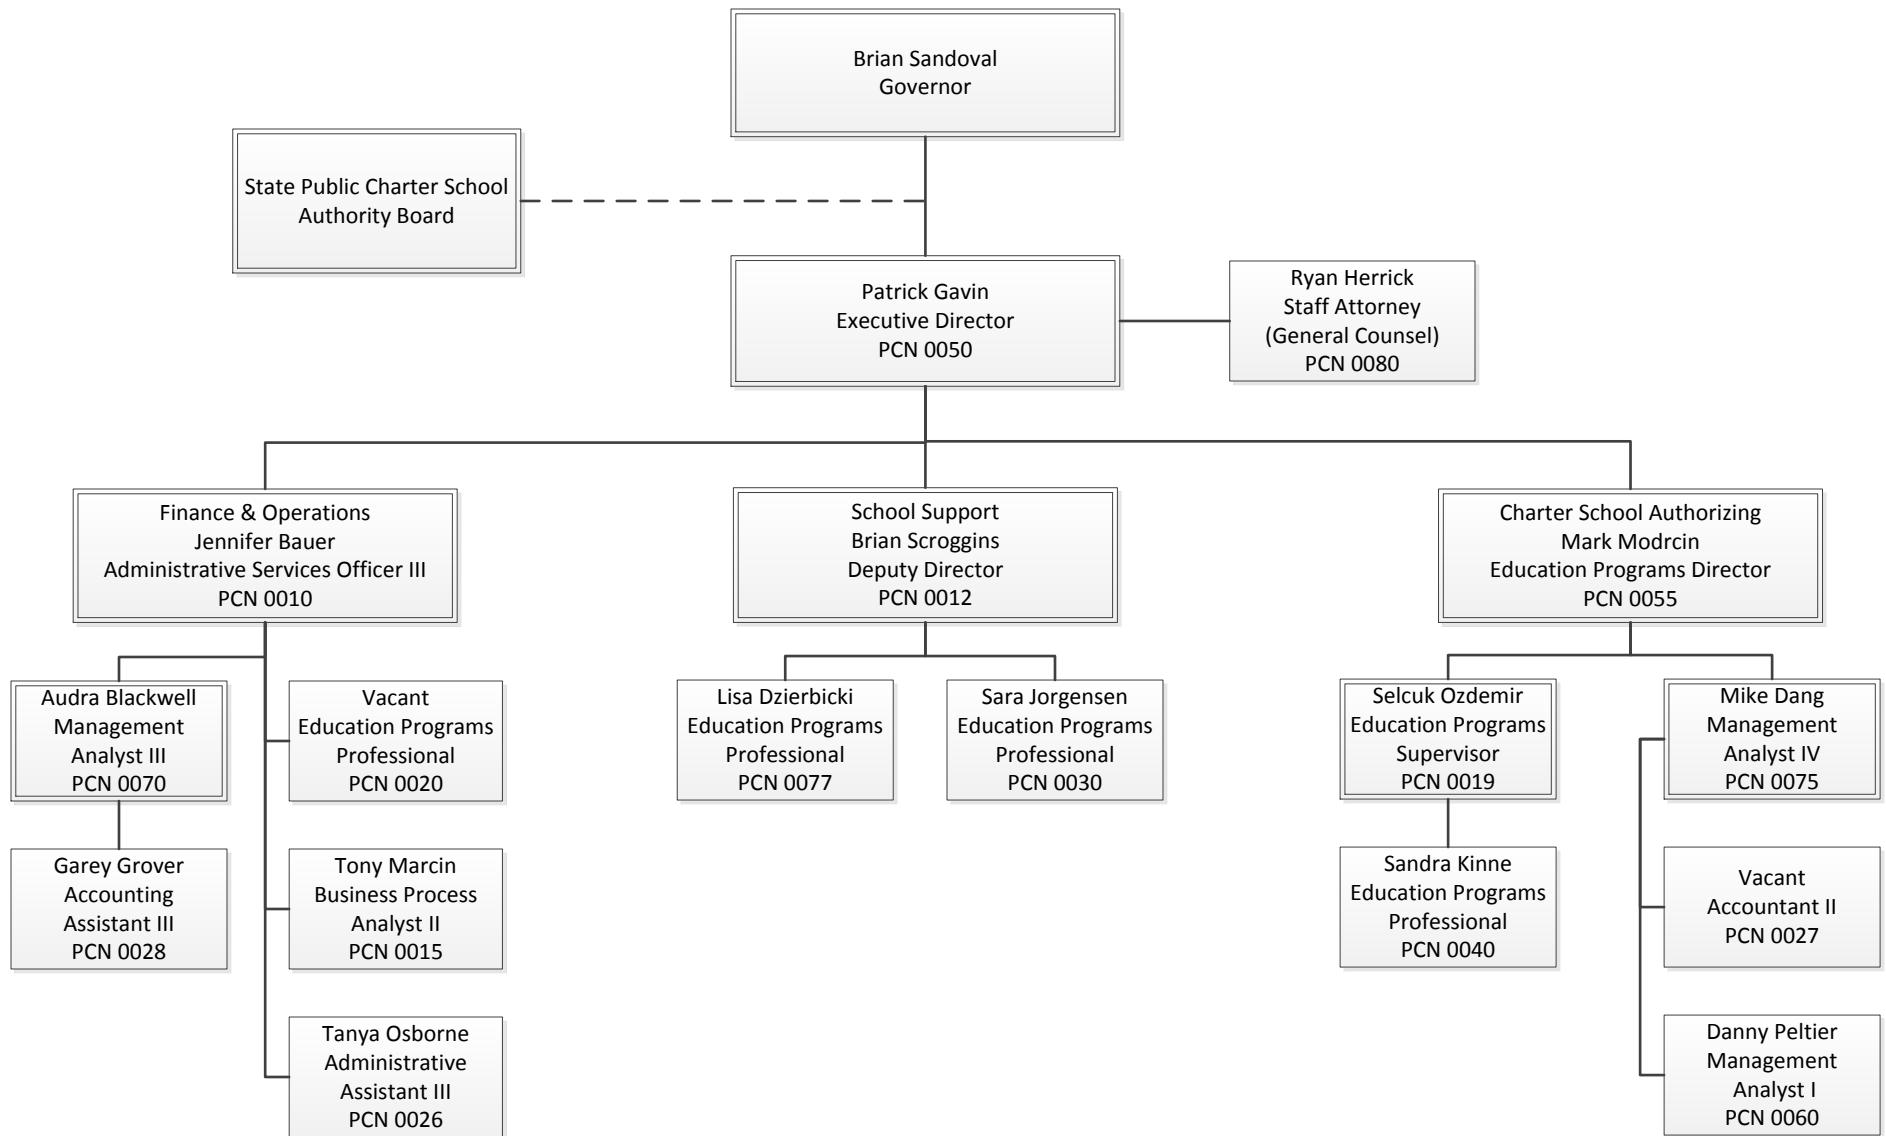 Brian Sandoval
Governor
State Public Charter School
Authority Board
Patrick Gavin
Executive Director
PCN 0050
Ryan Herrick
Staff Attorney
(General Counsel)
PCN 0080
Finance & Operations
Jennifer Bauer
Administrative Services Officer III
PCN 0010
School Support
Brian Scroggins
Deputy Director
PCN 0012
Charter School Authorizing
Mark Modrcin
Education Programs Director
PCN 0055
Audra Blackwell
Management
Analyst III
PCN 0070
Vacant
Education Programs
Professional
PCN 0020
Lisa Dzierbicki
Education Programs
Professional
PCN 0077
Sara Jorgensen
Education Programs
Professional
PCN 0030
Selcuk Ozdemir
Education Programs
Supervisor
PCN 0019
Mike Dang
Management
Analyst IV
PCN 0075
Garey Grover
Accounting
Assistant III
PCN 0028
Tony Marcin
Business Process
Analyst II
PCN 0015
Sandra Kinne
Education Programs
Professional
PCN 0040
Vacant
Accountant II
PCN 0027
Tanya Osborne
Administrative
Assistant III
PCN 0026
Danny Peltier
Management
Analyst I
PCN 0060